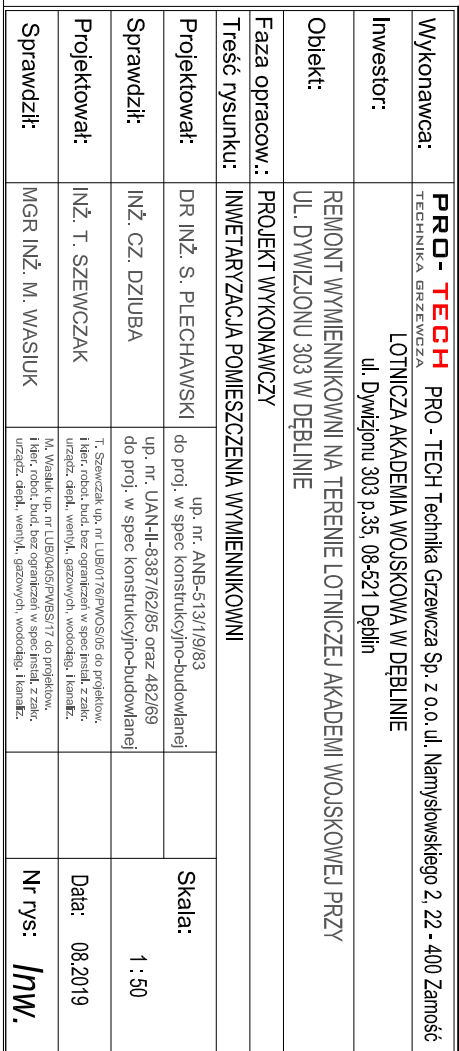 Wykonawca: PRO- TECH PRO - TECH Technika Grzewcza Sp. z o.o. ul. Namysłowskiego 2, 22 - 400 Zamość
TECHNIKA GRZEWCZA
Inwestor: LOTNICZA AKADEMIA WOJSKOWA W DĘBLINIE
ul. Dywizjonu 303 p.35, 08-521 Dęblin
Obiekt: REMONT WYMIENNIKOWNI NA TERENIE LOTNICZEJ AKADEMI WOJSKOWEJ PRZY
UL. DYWIZJONU 303 W DĘBLINIE
Faza opracow.: PROJEKT WYKONAWCZY
Treść rysunku: INWETARYZACJA POMIESZCZENIA WYMIENNIKOWNI
Projektował: DR INŻ. S. PLECHAWSKI
up. nr. ANB-513/1/9/83
do proj. w spec konstrukcyjno-budowlanej
Skala:
Sprawdził: INŻ. CZ. DZIUBA
up. nr. UAN-II-8387/62/85 oraz 482/69
do proj. w spec konstrukcyjno-budowlanej
1 : 50
Projektował: INŻ. T. SZEWCZAK
T. Szewczak up. nr LUB/0176/PWOS/05 do projektow.
i kjer. robot. bud. bez ograniczeń w spec instal. z zakr.
urządz. ciepl., wentyl., gazowych, wodociąg. i kanaliz.
Data: 08.2019
Sprawdził: MGR INŻ. M. WASIUK
M. Wasiuk up. nr LUB/0405/PWBS/17 do projektow.
i kjer. robot. bud. bez ograniczeń w spec instal. z zakr.
urządz. ciepl., wentyl., gazowych, wodociąg. i kanaliz.
Nr rys: Inw.